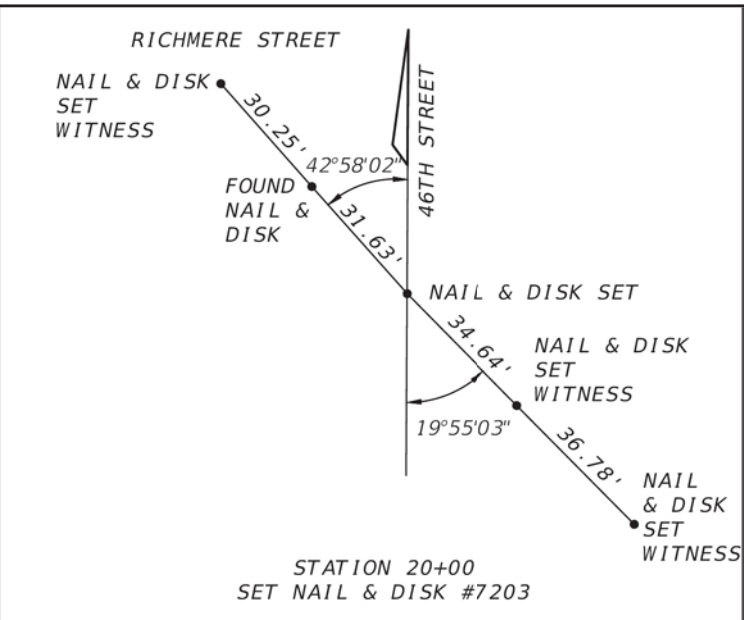 RICHMERE STREET
NAIL & DISK
SET
WITNESS
30.25'
46TH STREET
42°58'02"
FOUND
NAIL &
DISK
31.63'
NAIL & DISK SET
34.64'
NAIL & DISK
SET
WITNESS
19°55'03"
36.78'
NAIL
& DISK
SET
WITNESS
STATION 20+00
SET NAIL & DISK #7203